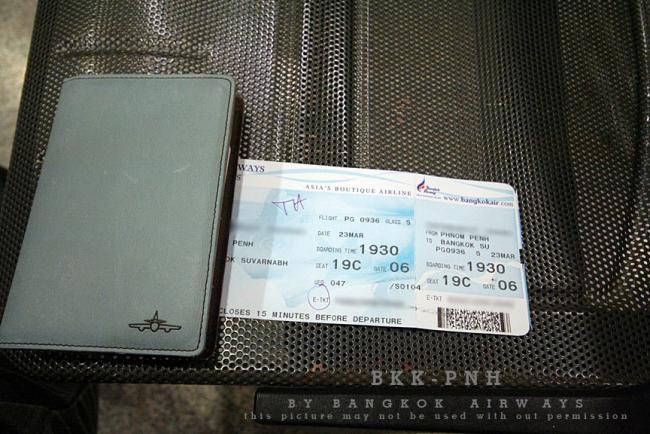 WAYS
ASIA'S BOUTIQUE AIRLINE
www.bangkokair.com
TH
FLIGHT PG 0936 CLASS S
DATE 23MAR
PENH
BOARDING TIME 1930
OK SUVARNABH
SEAT 19C GATE 06
SEQ 047 /S0104
E-TKT
CLOSES 15 MINUTES BEFORE DEPARTURE
FROM PHNOM PENH
TO BANGKOK SU
PG0936 S 23MAR
BOARDING TIME 1930
SEAT 19C GATE 06
E-TKT
BKK-PNH
BY BANGKOK AIRWAYS
this picture may not be used with out permission